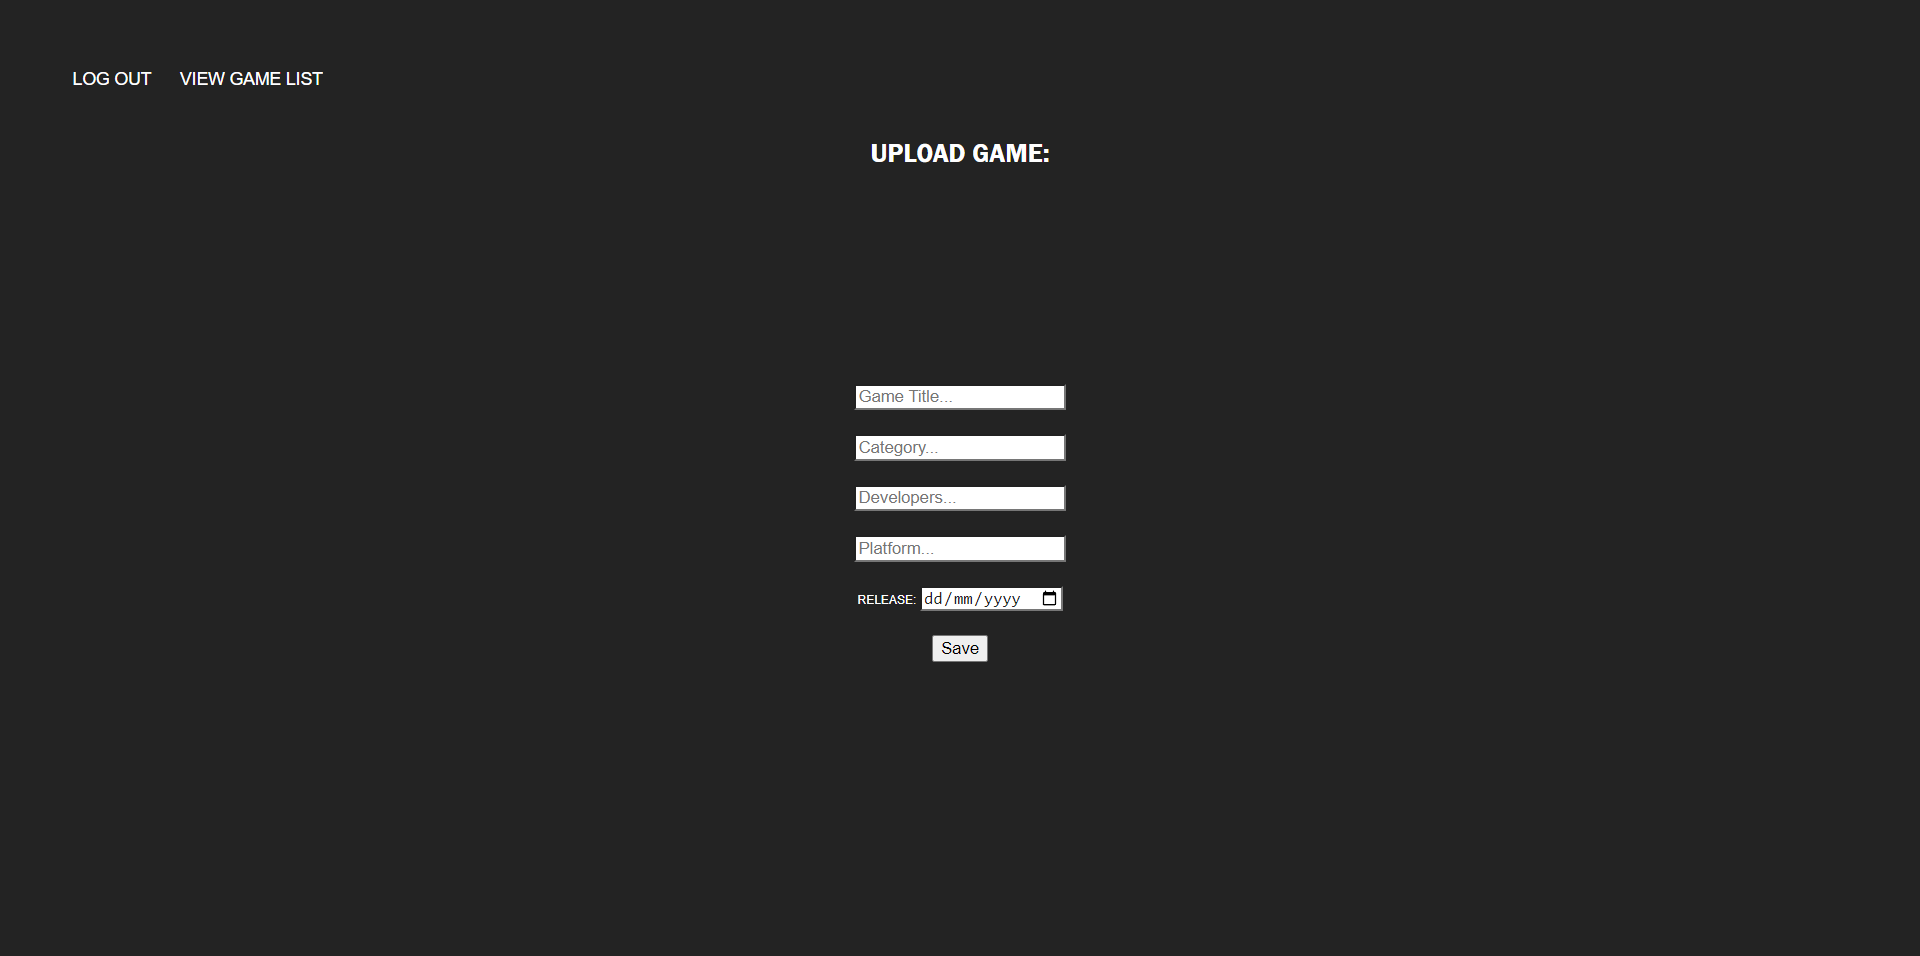 LOG OUT VIEW GAME LIST
UPLOAD GAME:
Game Title...
Category...
Developers...
Platform...
RELEASE: dd/mm/yyyy
Save